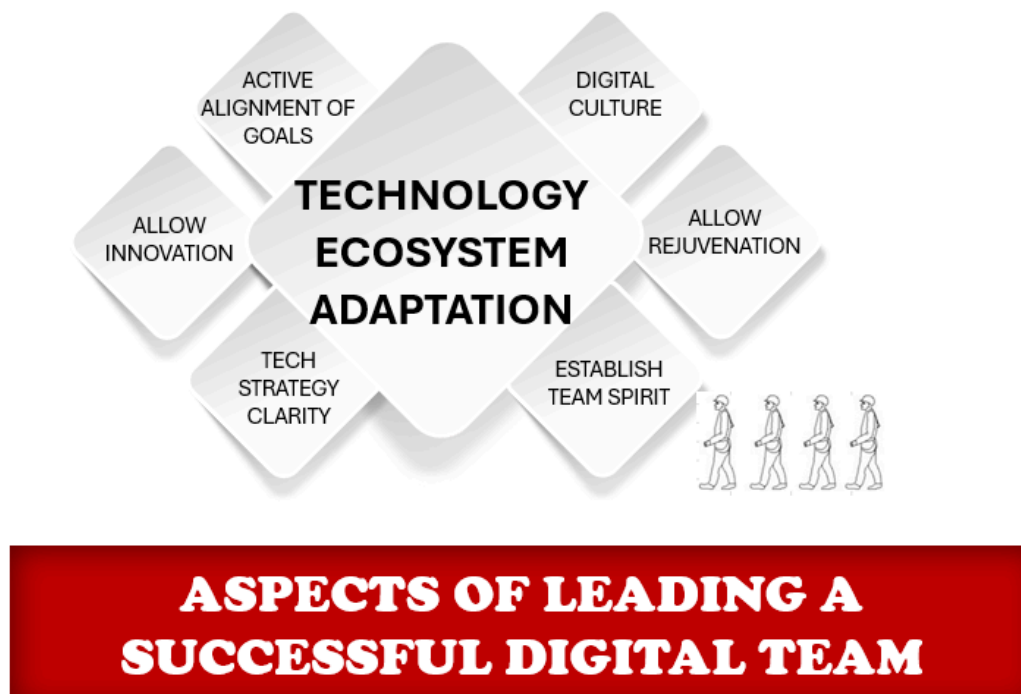 ACTIVE
ALIGNMENT OF
GOALS
DIGITAL
CULTURE
ALLOW
INNOVATION
TECHNOLOGY
ECOSYSTEM
ADAPTATION
ALLOW
REJUVENATION
TECH
STRATEGY
CLARITY
ESTABLISH
TEAM SPIRIT
ASPECTS OF LEADING A
SUCCESSFUL DIGITAL TEAM